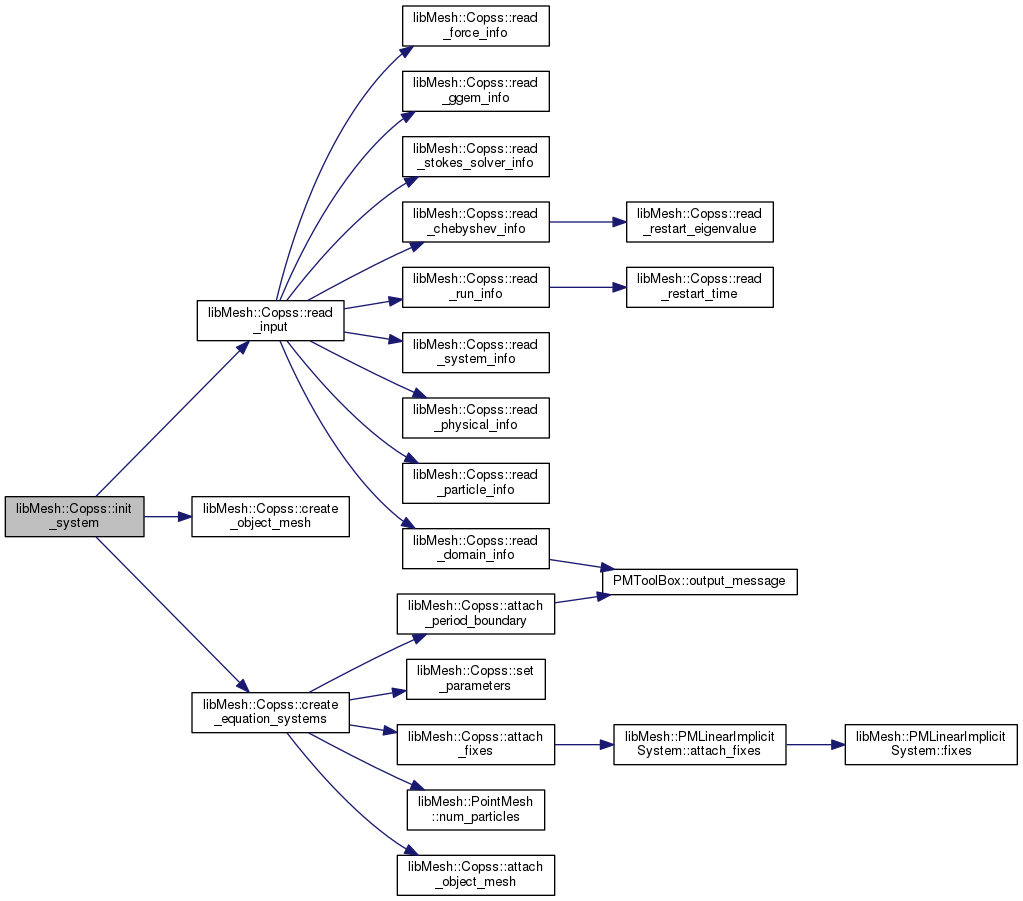 libMesh::Copss::read
_force_info
libMesh::Copss::read
_ggem_info
libMesh::Copss::read
_stokes_solver_info
libMesh::Copss::read
_chebyshev_info
libMesh::Copss::read
_restart_eigenvalue
libMesh::Copss::read
_run_info
libMesh::Copss::read
_restart_time
libMesh::Copss::read
_input
libMesh::Copss::read
_system_info
libMesh::Copss::read
_physical_info
libMesh::Copss::read
_particle_info
libMesh::Copss::init
_system
libMesh::Copss::create
_object_mesh
libMesh::Copss::read
_domain_info
PMToolBox::output_message
libMesh::Copss::attach
_period_boundary
libMesh::Copss::set
_parameters
libMesh::Copss::create
_equation_systems
libMesh::Copss::attach
_fixes
libMesh::PMLinearImplicit
System::attach_fixes
libMesh::PMLinearImplicit
System::fixes
libMesh::PointMesh
::num_particles
libMesh::Copss::attach
_object_mesh